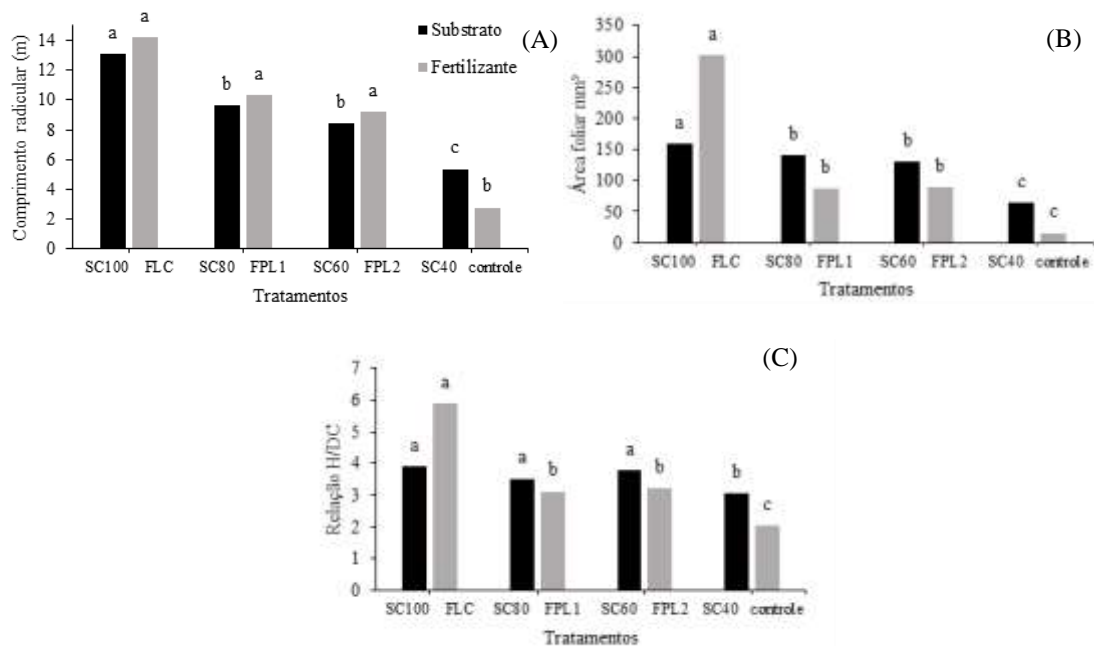 (A)
Comprimento radicular (m)
14
12
10
8
6
4
2
0
Substrato
Fertilizante
a a b a b a c b
SC100 FLC SC80 FPL1 SC60 FPL2 SC40 controle
Tratamentos
(B)
Área foliar mm²
350
300
250
200
150
100
50
0
a a b b b b c c
SC100 FLC SC80 FPL1 SC60 FPL2 SC40 controle
Tratamentos
(C)
Relação H/DC
7
6
5
4
3
2
1
0
a a a b a b b c
SC100 FLC SC80 FPL1 SC60 FPL2 SC40 controle
Tratamentos